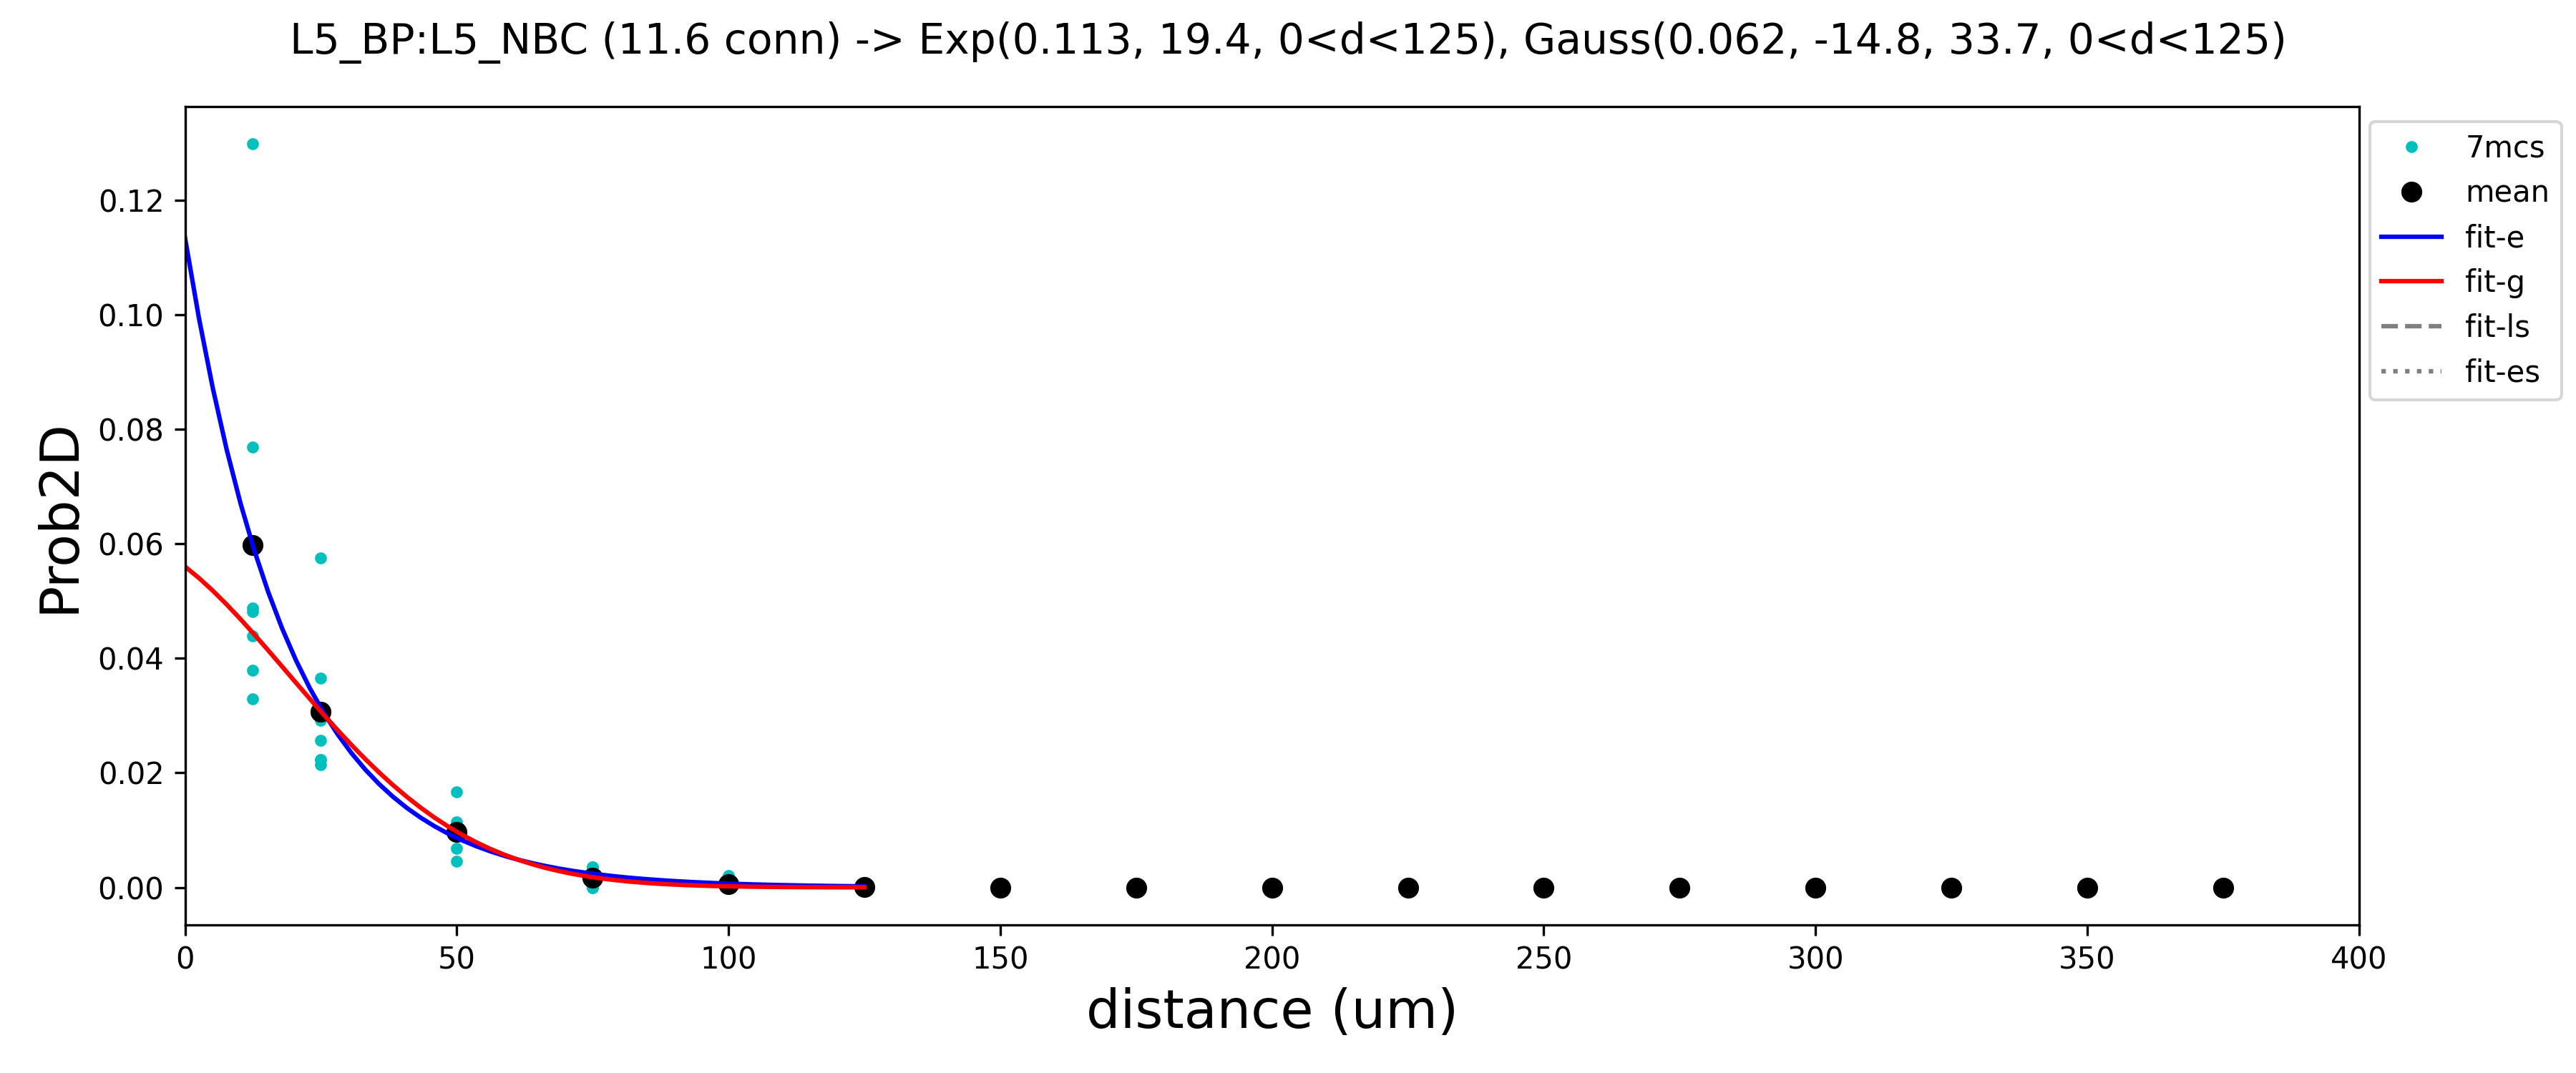 L5_BP:L5_NBC (11.6 conn) -> Exp(0.113, 19.4, 0<d<125), Gauss(0.062, -14.8, 33.7, 0<d<125)
7mcs
mean
fit-e
fit-g
fit-ls
fit-es
Prob2D
0.12
0.10
0.08
0.06
0.04
0.02
0.00
0 50 100 150 200 250 300 350 400
distance (um)